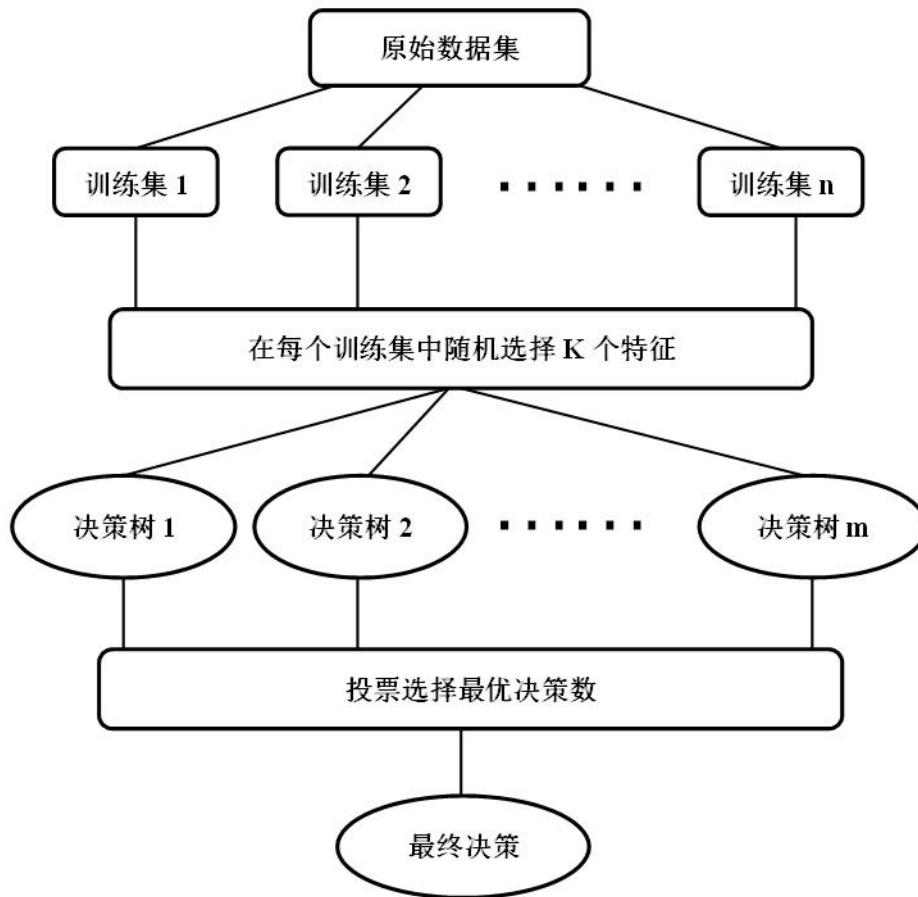 原始数据集
训练集 1
训练集 2
······
训练集 n
在每个训练集中随机选择 K 个特征
决策树 1
决策树 2
······
决策树 m
投票选择最优决策数
最终决策